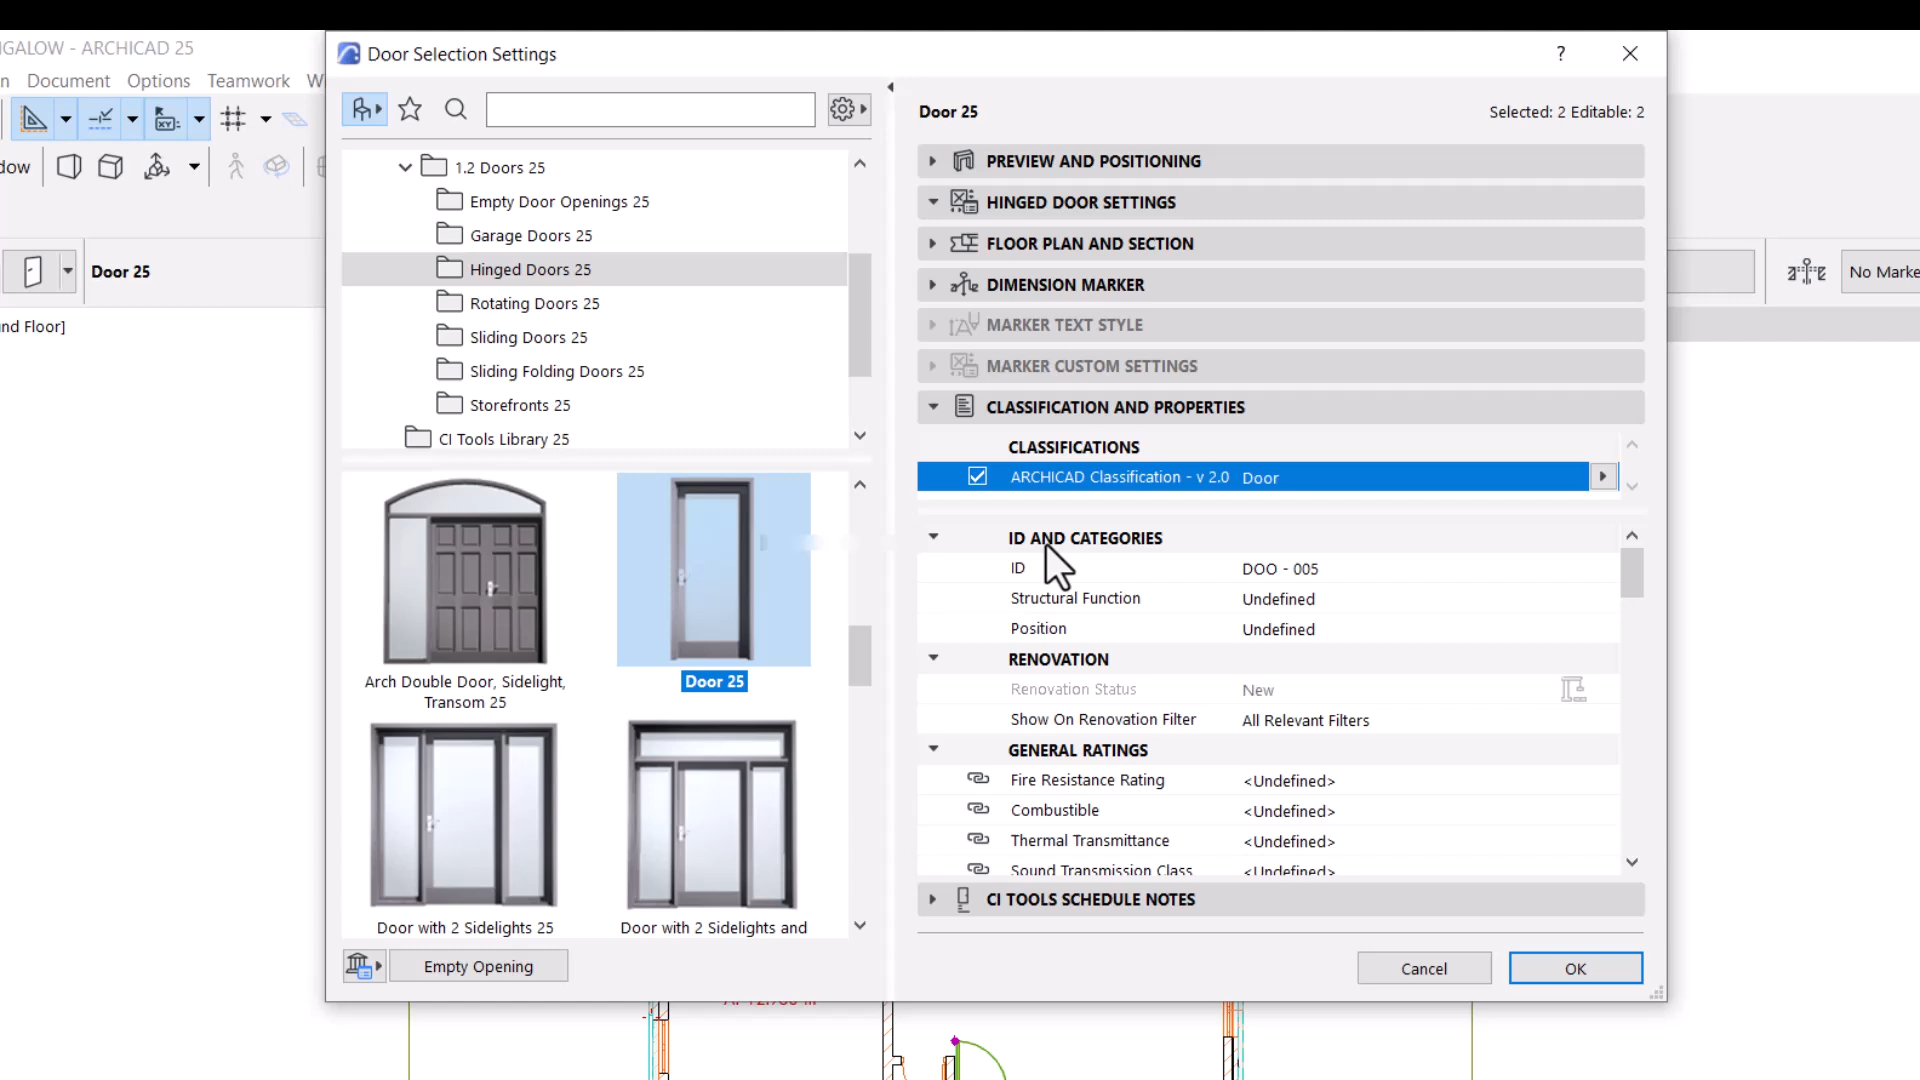 IGALOW - ARCHICAD 25
n Document Options Teamwork W
XYZ:
dow
Door 25
nd Floor]
Door Selection Settings
?
1.2 Doors 25
Empty Door Openings 25
Garage Doors 25
Hinged Doors 25
Rotating Doors 25
Sliding Doors 25
Sliding Folding Doors 25
Storefronts 25
CI Tools Library 25
Arch Double Door, Sidelight,
Transom 25
Door 25
Door with 2 Sidelights 25
Door with 2 Sidelights and
Empty Opening
Door 25
Selected: 2 Editable: 2
PREVIEW AND POSITIONING
HINGED DOOR SETTINGS
FLOOR PLAN AND SECTION
DIMENSION MARKER
MARKER TEXT STYLE
MARKER CUSTOM SETTINGS
CLASSIFICATION AND PROPERTIES
CLASSIFICATIONS
ARCHICAD Classification - v 2.0 Door
ID AND CATEGORIES
ID DOO - 005
Structural Function Undefined
Position Undefined
RENOVATION
Renovation Status New
Show On Renovation Filter All Relevant Filters
GENERAL RATINGS
Fire Resistance Rating <Undefined>
Combustible <Undefined>
Thermal Transmittance <Undefined>
Sound Transmission Class <Undefined>
CI TOOLS SCHEDULE NOTES
Cancel
OK
No Marke